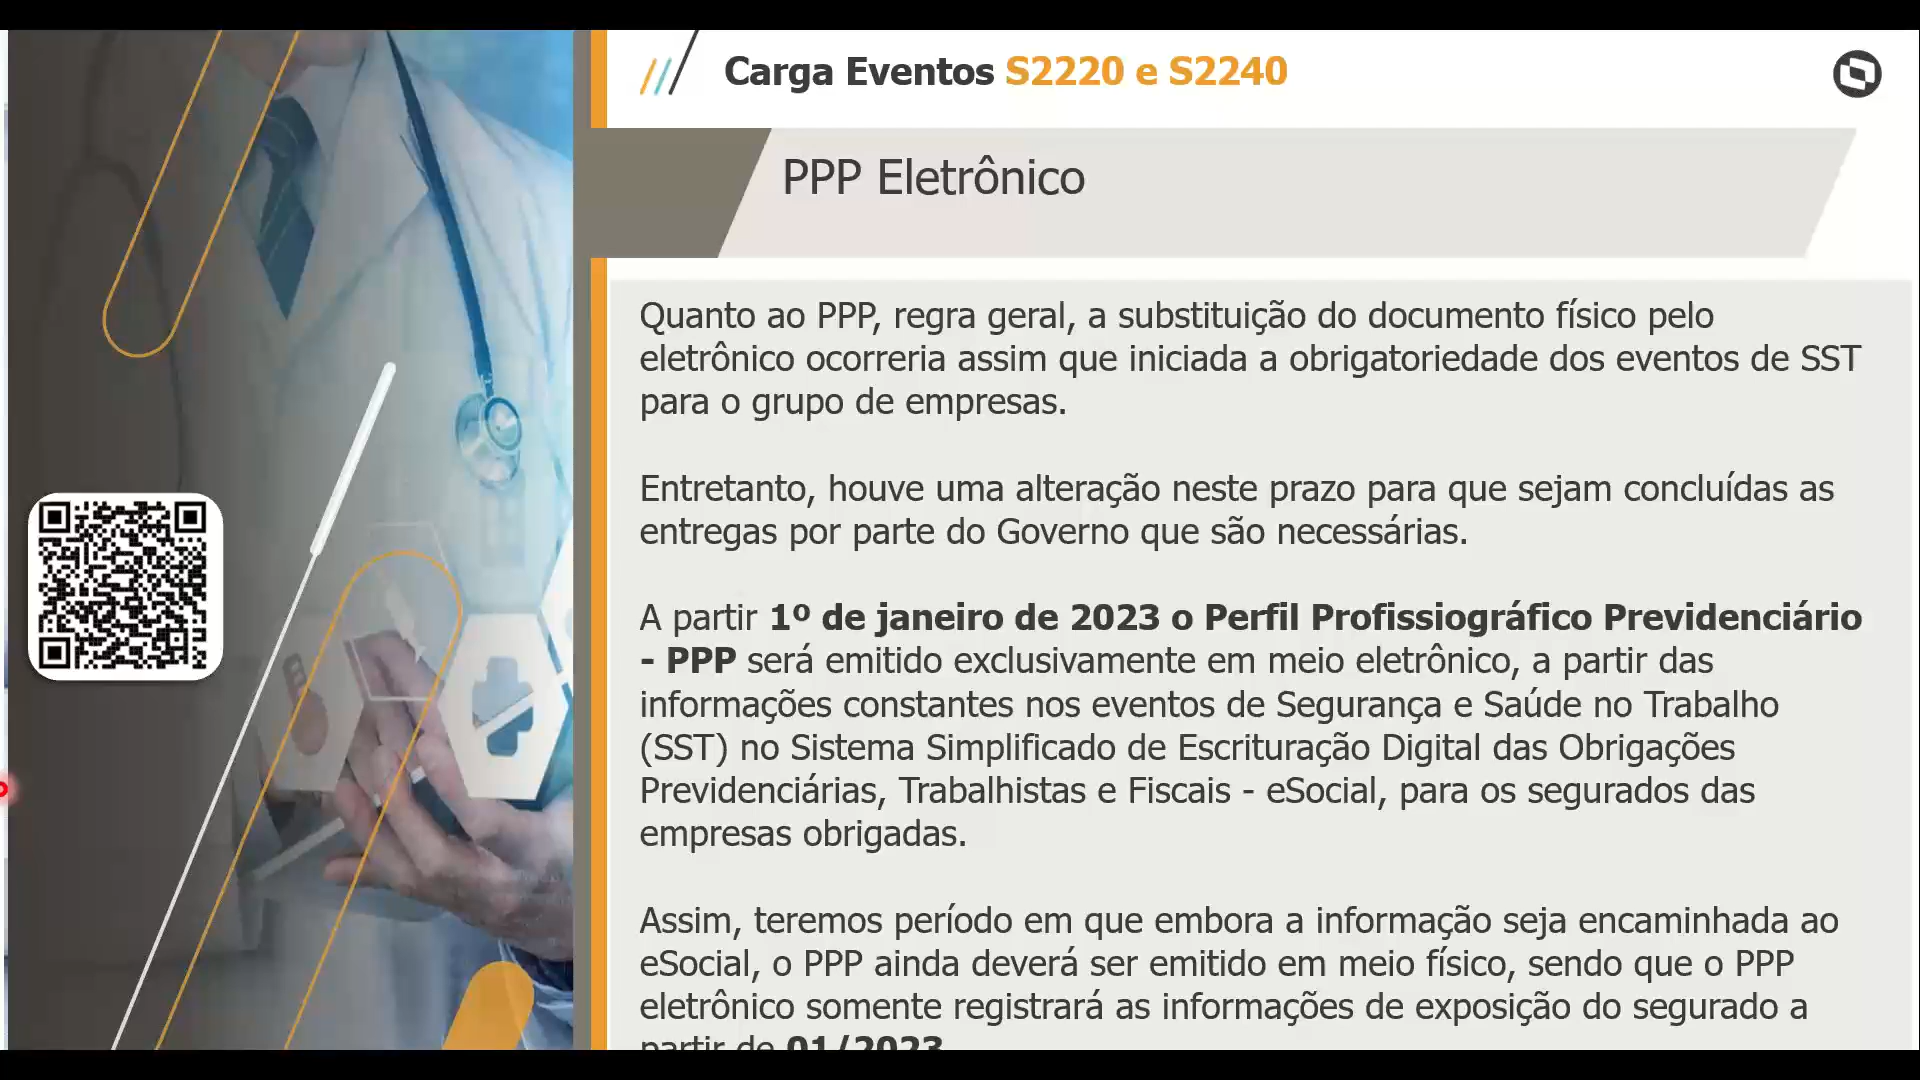 Carga Eventos S2220 e S2240
PPP Eletrônico
Quanto ao PPP, regra geral, a substituição do documento físico pelo
eletrônico ocorreria assim que iniciada a obrigatoriedade dos eventos de SST
para o grupo de empresas.
Entretanto, houve uma alteração neste prazo para que sejam concluídas as
entregas por parte do Governo que são necessárias.
A partir 1º de janeiro de 2023 o Perfil Profissiográfico Previdenciário
- PPP será emitido exclusivamente em meio eletrônico, a partir das
informações constantes nos eventos de Segurança e Saúde no Trabalho
(SST) no Sistema Simplificado de Escrituração Digital das Obrigações
Previdenciárias, Trabalhistas e Fiscais - eSocial, para os segurados das
empresas obrigadas.
Assim, teremos período em que embora a informação seja encaminhada ao
eSocial, o PPP ainda deverá ser emitido em meio físico, sendo que o PPP
eletrônico somente registrará as informações de exposição do segurado a
partir de 01/2023